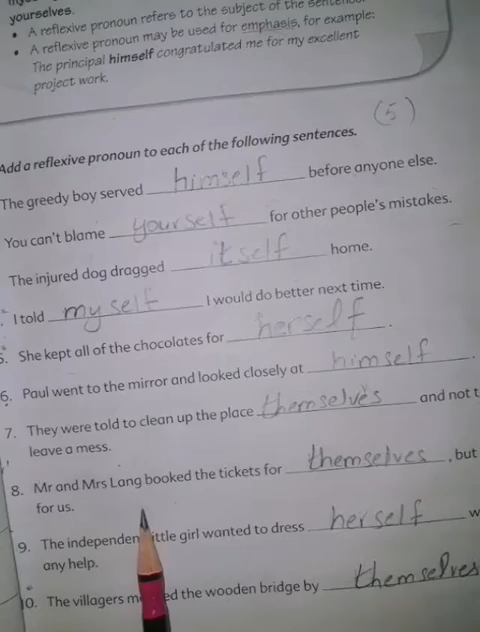 yourselves.
• A reflexive pronoun refers to the subject of the
• A reflexive pronoun may be used for emphasis, for example:
The principal himself congratulated me for my excellent
project work.
(5)
Add a reflexive pronoun to each of the following sentences.
The greedy boy served himself before anyone else.
You can't blame yourself for other people's mistakes.
The injured dog dragged itself home.
I told my self I would do better next time.
5. She kept all of the chocolates for herself.
6. Paul went to the mirror and looked closely at himself.
7. They were told to clean up the place themselves and not
leave a mess.
8. Mr and Mrs Lang booked the tickets for themselves, but
for us.
9. The independent little girl wanted to dress herself
any help.
10. The villagers the wooden bridge by themselves